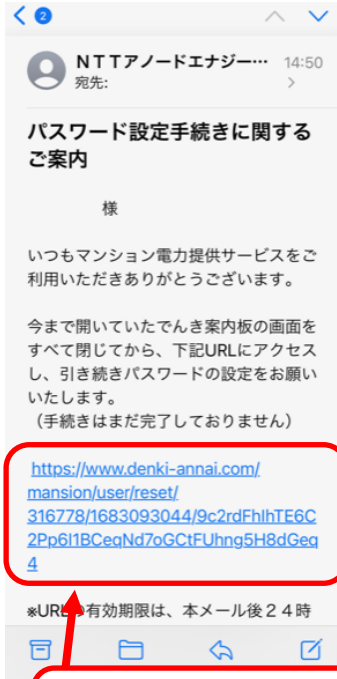 2
NTTアノードエナジー… 14:50
宛先:
パスワード設定手続きに関する
ご案内
様
いつもマンション電力提供サービスをご
利用いただきありがとうございます。
今まで開いていたでんき案内板の画面を
すべて閉じてから、下記URLにアクセス
し、引き続きパスワードの設定をお願い
いたします。
（手続きはまだ完了しておりません）
https://www.denki-annai.com/
mansion/user/reset/
316778/1683093044/9c2rdFhIhTE6C
2Pp6I1BCeqNd7oGCtFUhng5H8dGeq
4
※URLの有効期限は、本メール後２４時